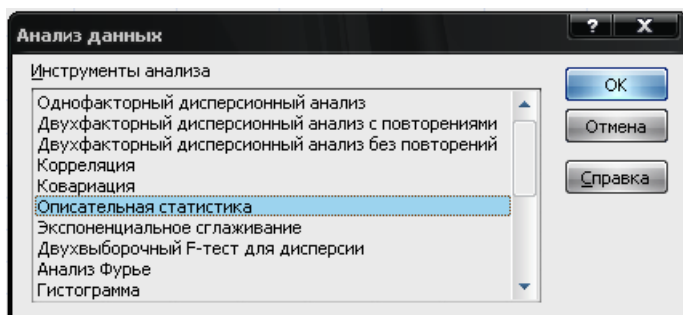 Анализ данных
? X
Инструменты анализа
Однофакторный дисперсионный анализ
Двухфакторный дисперсионный анализ с повторениями
Двухфакторный дисперсионный анализ без повторений
Корреляция
Ковариация
Описательная статистика
Экспоненциальное сглаживание
Двухвыборочный F-тест для дисперсии
Анализ Фурье
Гистограмма
OK
Отмена
Справка